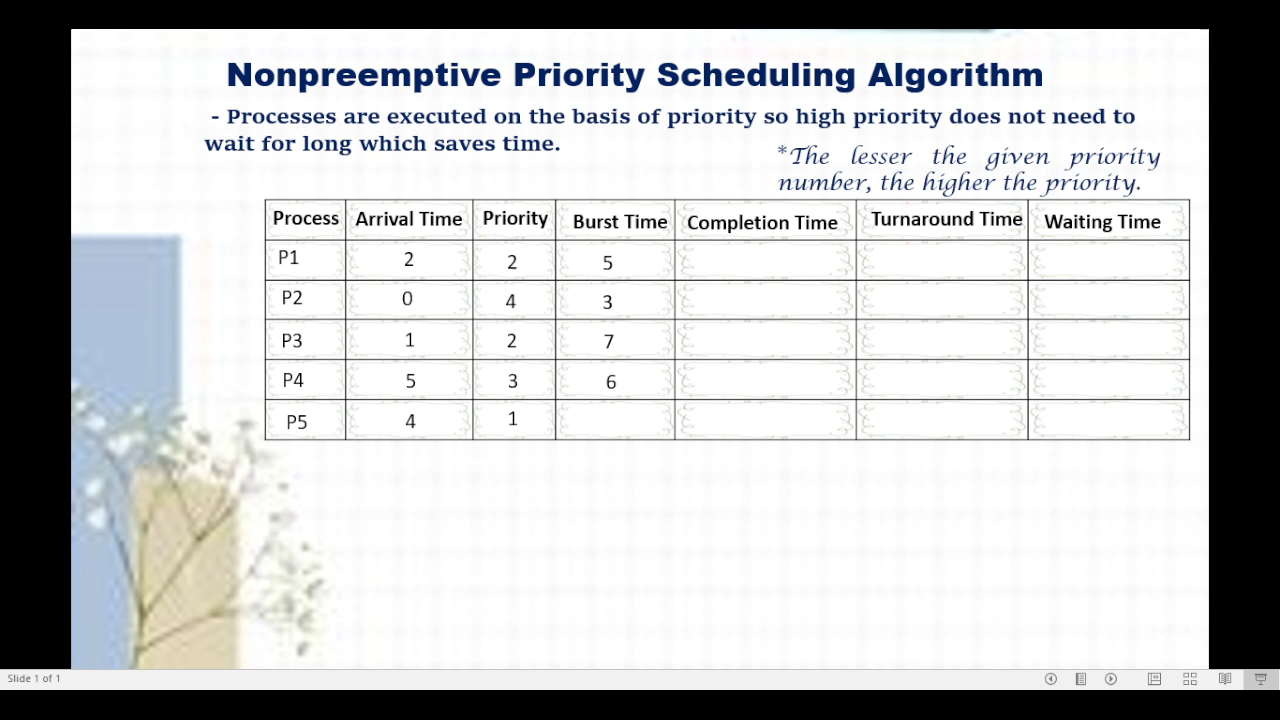 Nonpreemptive Priority Scheduling Algorithm
- Processes are executed on the basis of priority so high priority does not need to
wait for long which saves time.
*The lesser the given priority
number, the higher the priority.
Process Arrival Time Priority Burst Time Completion Time Turnaround Time Waiting Time
P1 2 2 5
P2 0 4 3
P3 1 2 7
P4 5 3 6
P5 4 1
Slide 1 of 1